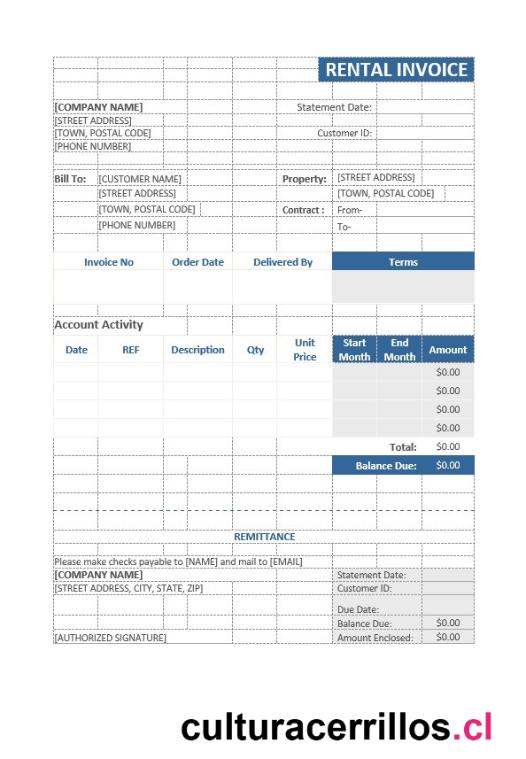 RENTAL INVOICE
[COMPANY NAME] Statement Date:
[STREET ADDRESS]
[TOWN, POSTAL CODE] Customer ID:
[PHONE NUMBER]
Bill To: [CUSTOMER NAME] Property: [STREET ADDRESS]
[STREET ADDRESS] [TOWN, POSTAL CODE]
[TOWN, POSTAL CODE] Contract : From-
[PHONE NUMBER] To-
Invoice No Order Date Delivered By Terms
Account Activity
Date REF Description Qty Unit Price Start Month End Month Amount
$0.00
$0.00
$0.00
$0.00
Total: $0.00
Balance Due: $0.00
REMITTANCE
Please make checks payable to [NAME] and mail to [EMAIL]
[COMPANY NAME] Statement Date:
[STREET ADDRESS, CITY, STATE, ZIP] Customer ID:
Due Date:
Balance Due: $0.00
[AUTHORIZED SIGNATURE] Amount Enclosed: $0.00
culturacerrillos.cl